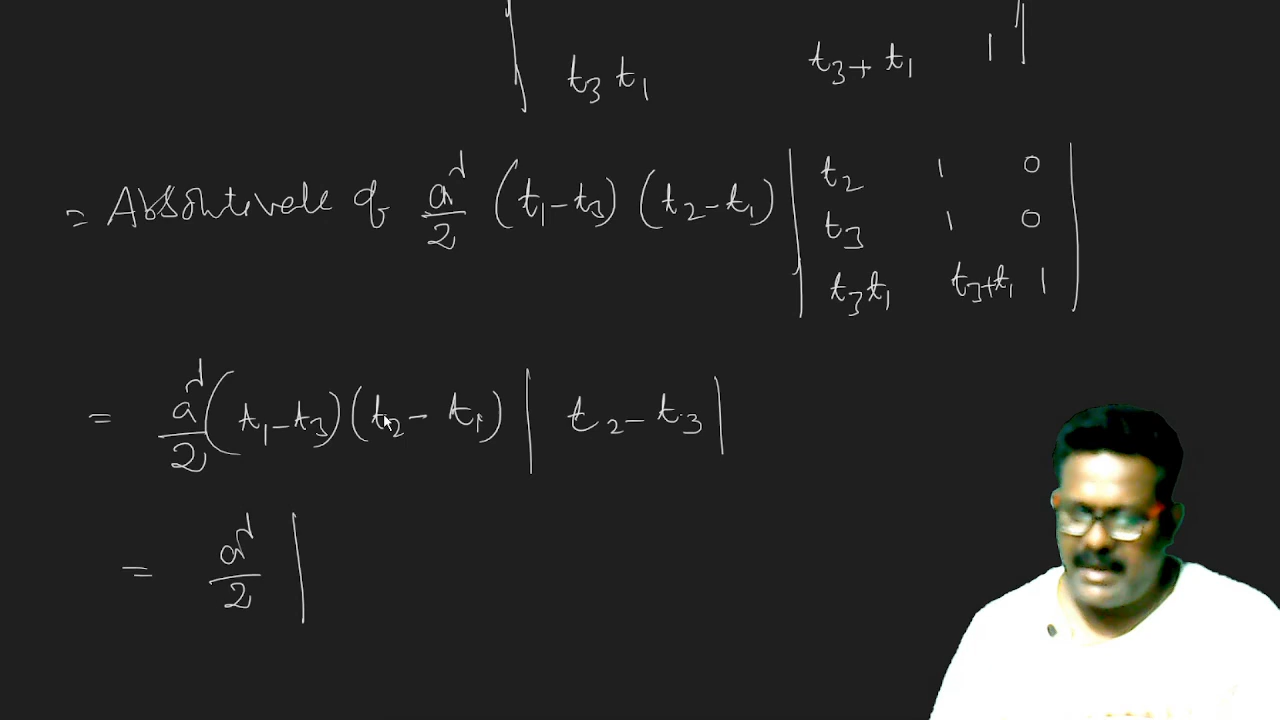 t₃ t₁ t₃ + t₁ 1 |
= Absolute vale of a²/2 (t₁ - t₃) (t₂ - t₁) | t₂ 1 0
t₃ 1 0
t₃t₁ t₃+t₁ 1 |
= a²/2 (t₁ - t₃) (t₂ - t₁) | t₂ - t₃ |
= a²/2 |